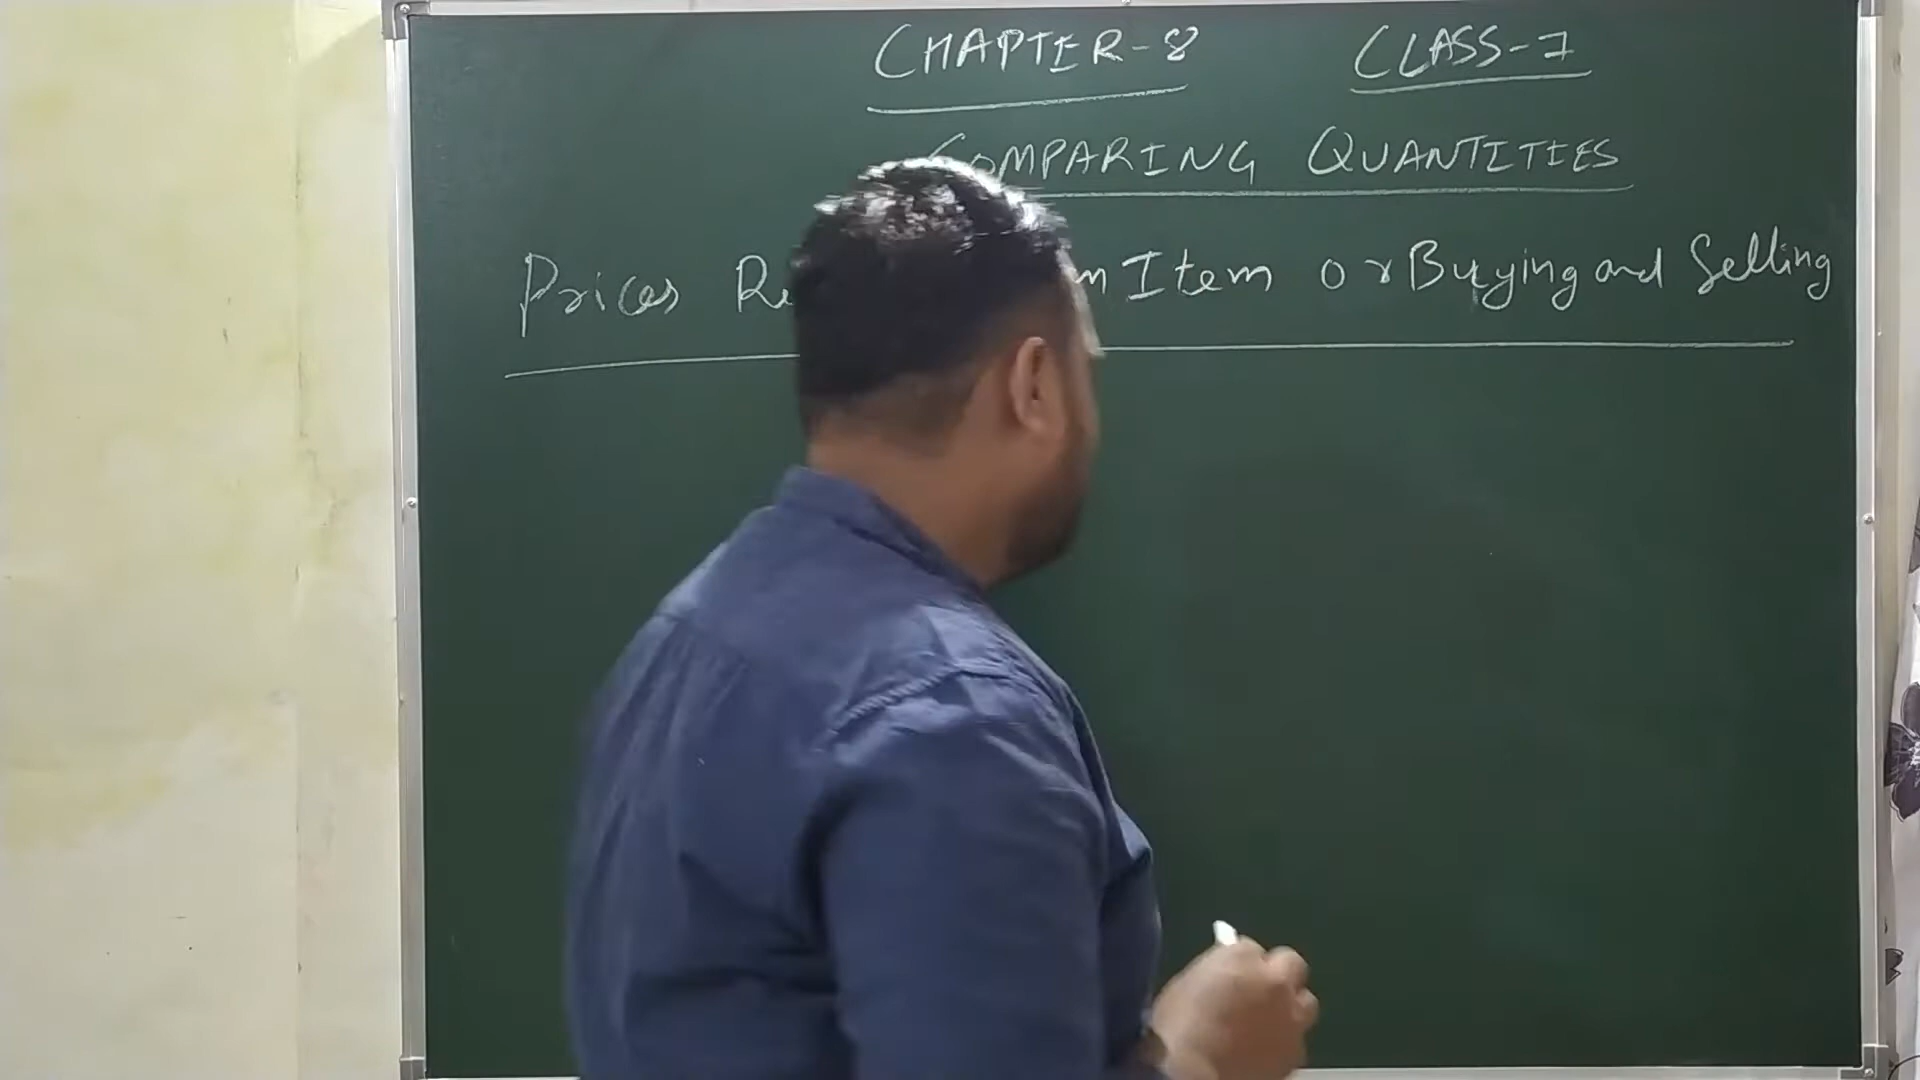 CHAPTER-8 CLASS-7
COMPARING QUANTITIES
Prices Item or Buying and Selling